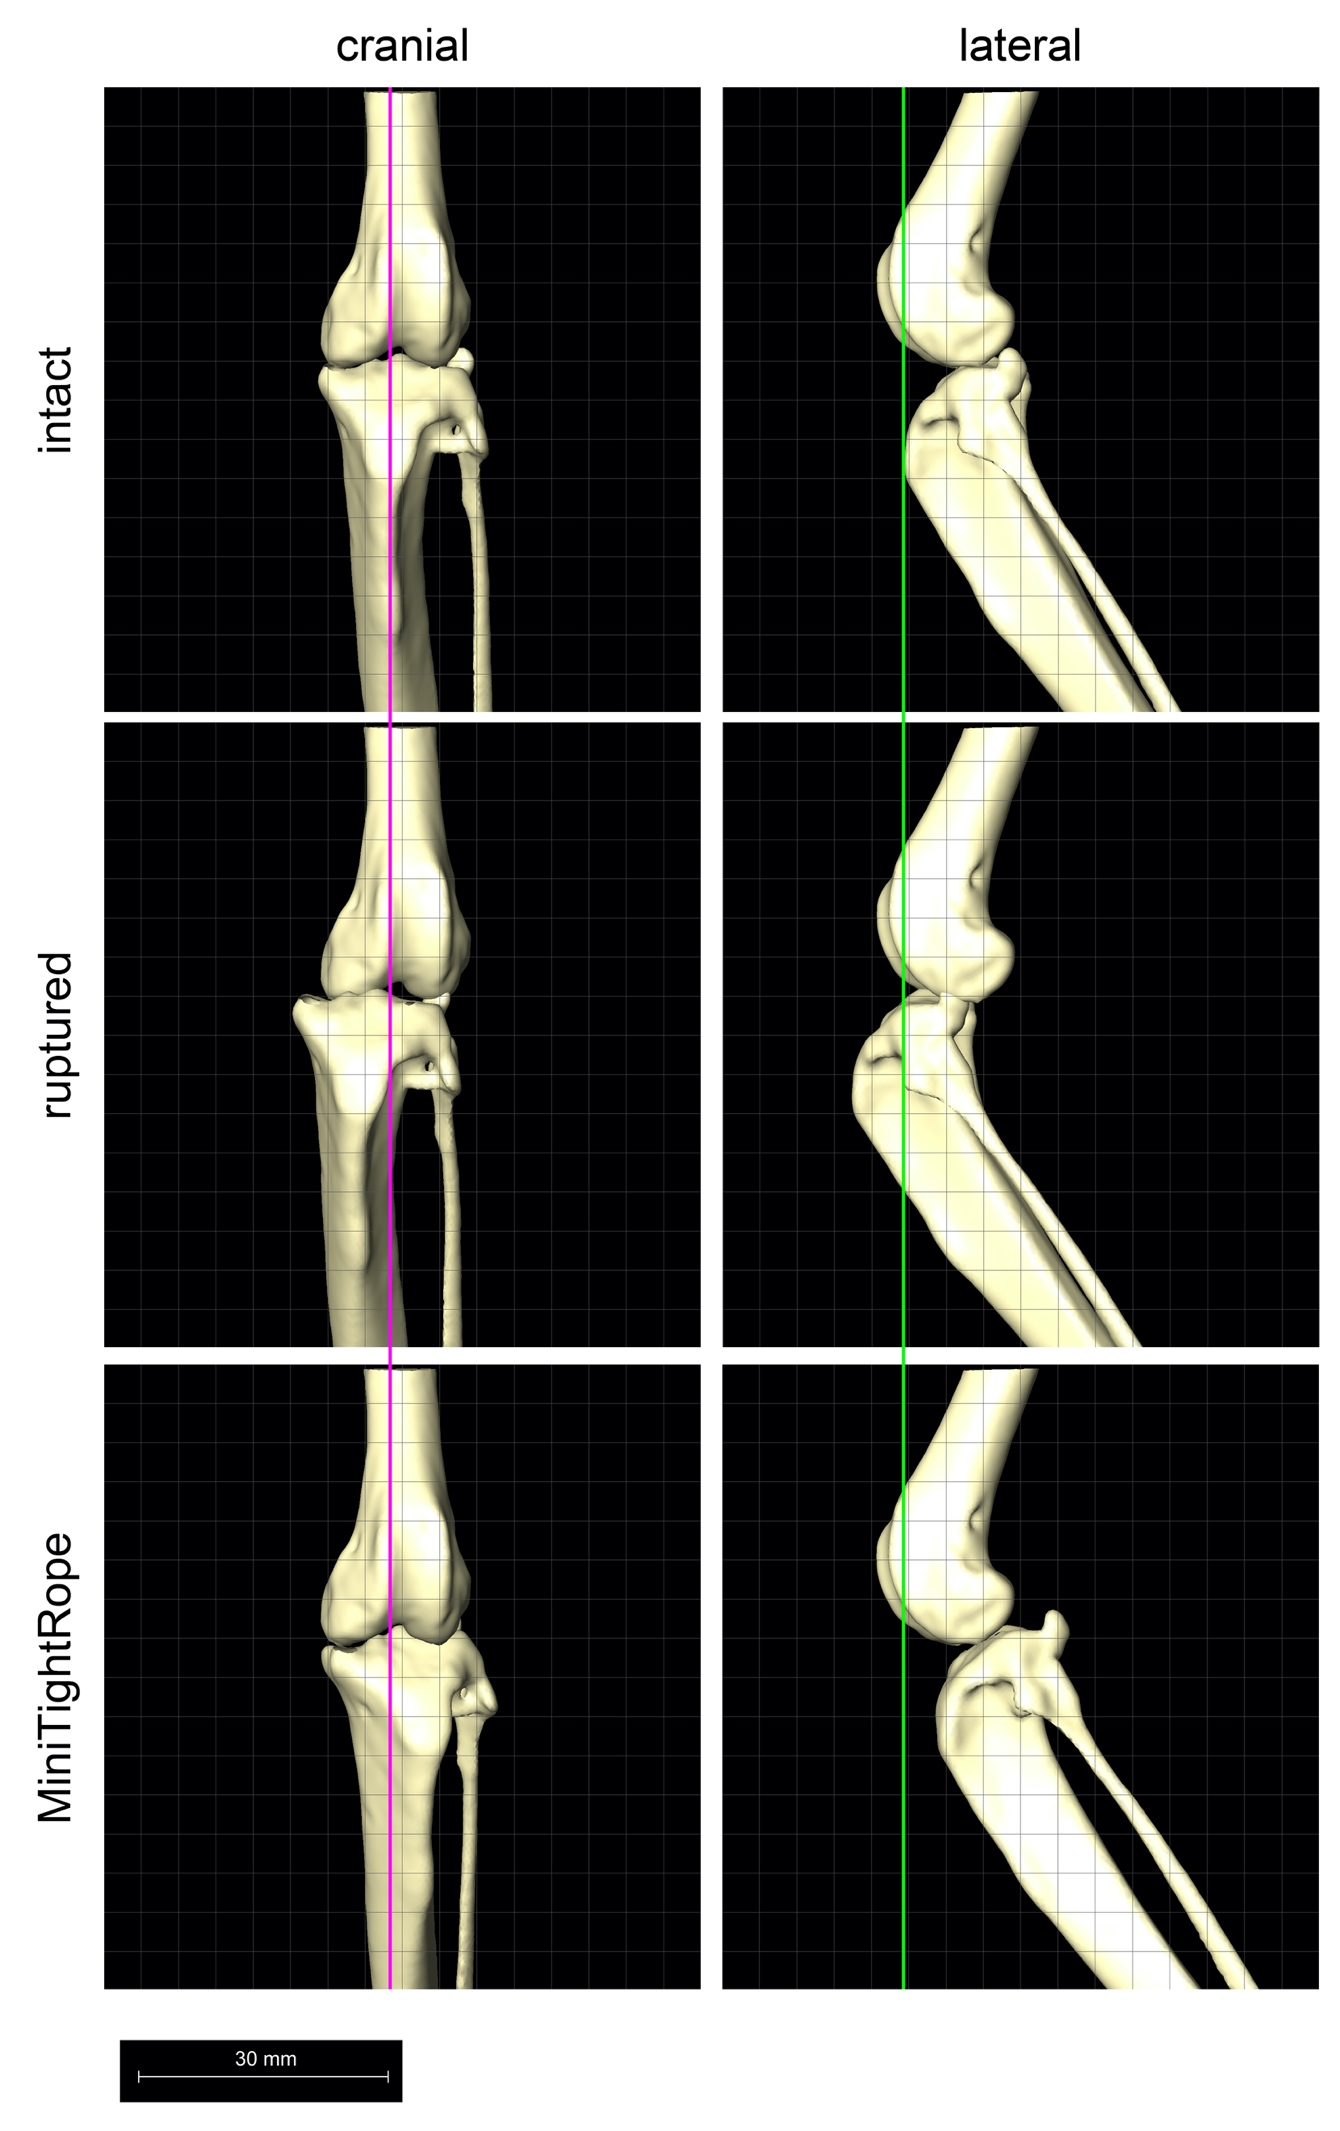 cranial
lateral
intact
ruptured
MiniTightRope
30 mm